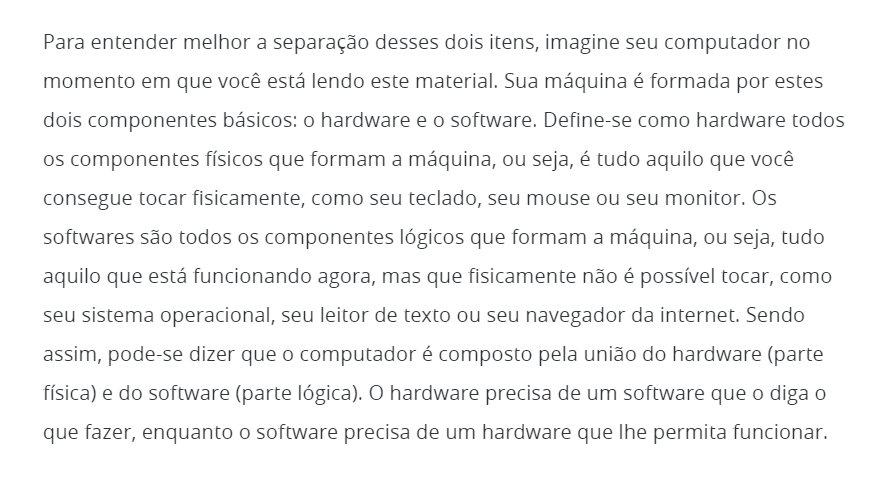 Para entender melhor a separação desses dois itens, imagine seu computador no
momento em que você está lendo este material. Sua máquina é formada por estes
dois componentes básicos: o hardware e o software. Define-se como hardware todos
os componentes físicos que formam a máquina, ou seja, é tudo aquilo que você
consegue tocar fisicamente, como seu teclado, seu mouse ou seu monitor. Os
softwares são todos os componentes lógicos que formam a máquina, ou seja, tudo
aquilo que está funcionando agora, mas que fisicamente não é possível tocar, como
seu sistema operacional, seu leitor de texto ou seu navegador da internet. Sendo
assim, pode-se dizer que o computador é composto pela união do hardware (parte
física) e do software (parte lógica). O hardware precisa de um software que o diga o
que fazer, enquanto o software precisa de um hardware que lhe permita funcionar.